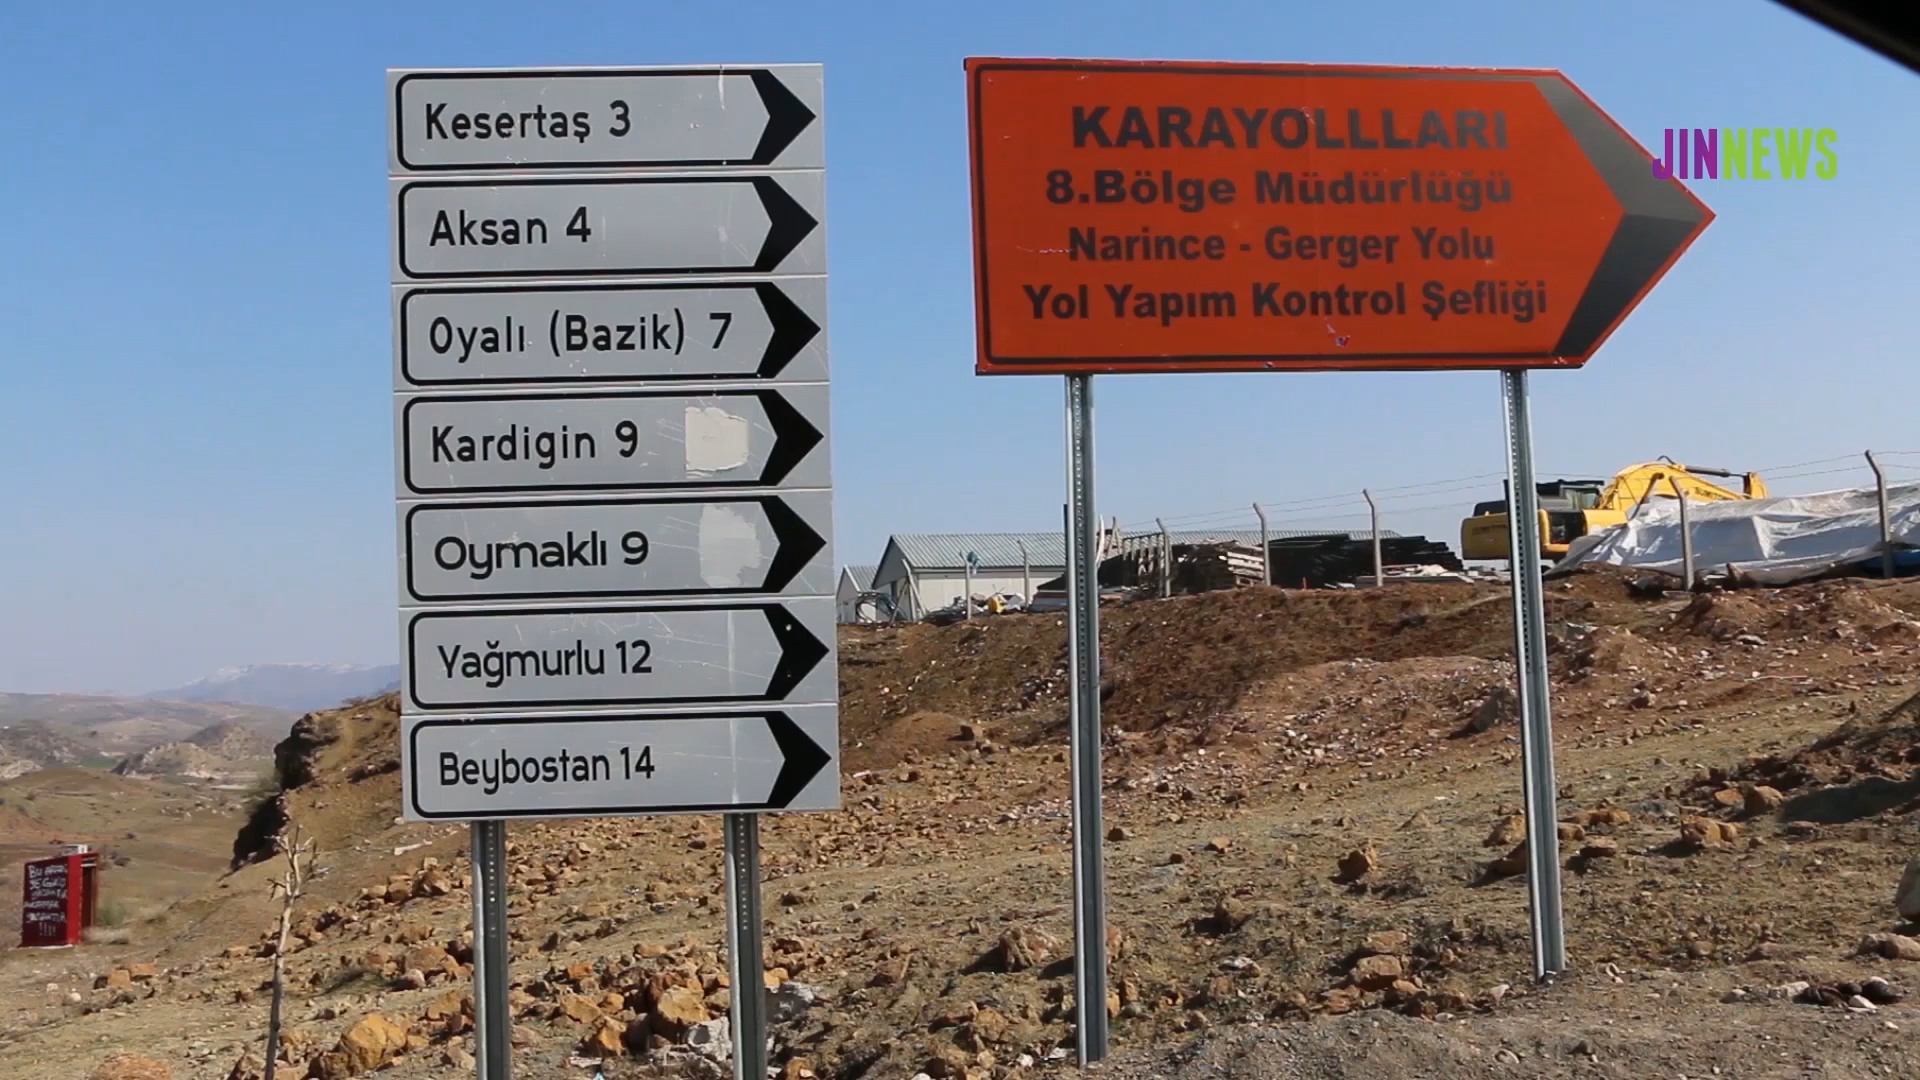 Kesertaş 3
Aksan 4
Oyalı (Bazik) 7
Kardigin 9
Oymaklı 9
Yağmurlu 12
Beybostan 14
KARAYOLLLARI
8.Bölge Müdürlüğü
Narince - Gerger Yolu
Yol Yapım Kontrol Şefliği
JINNEWS